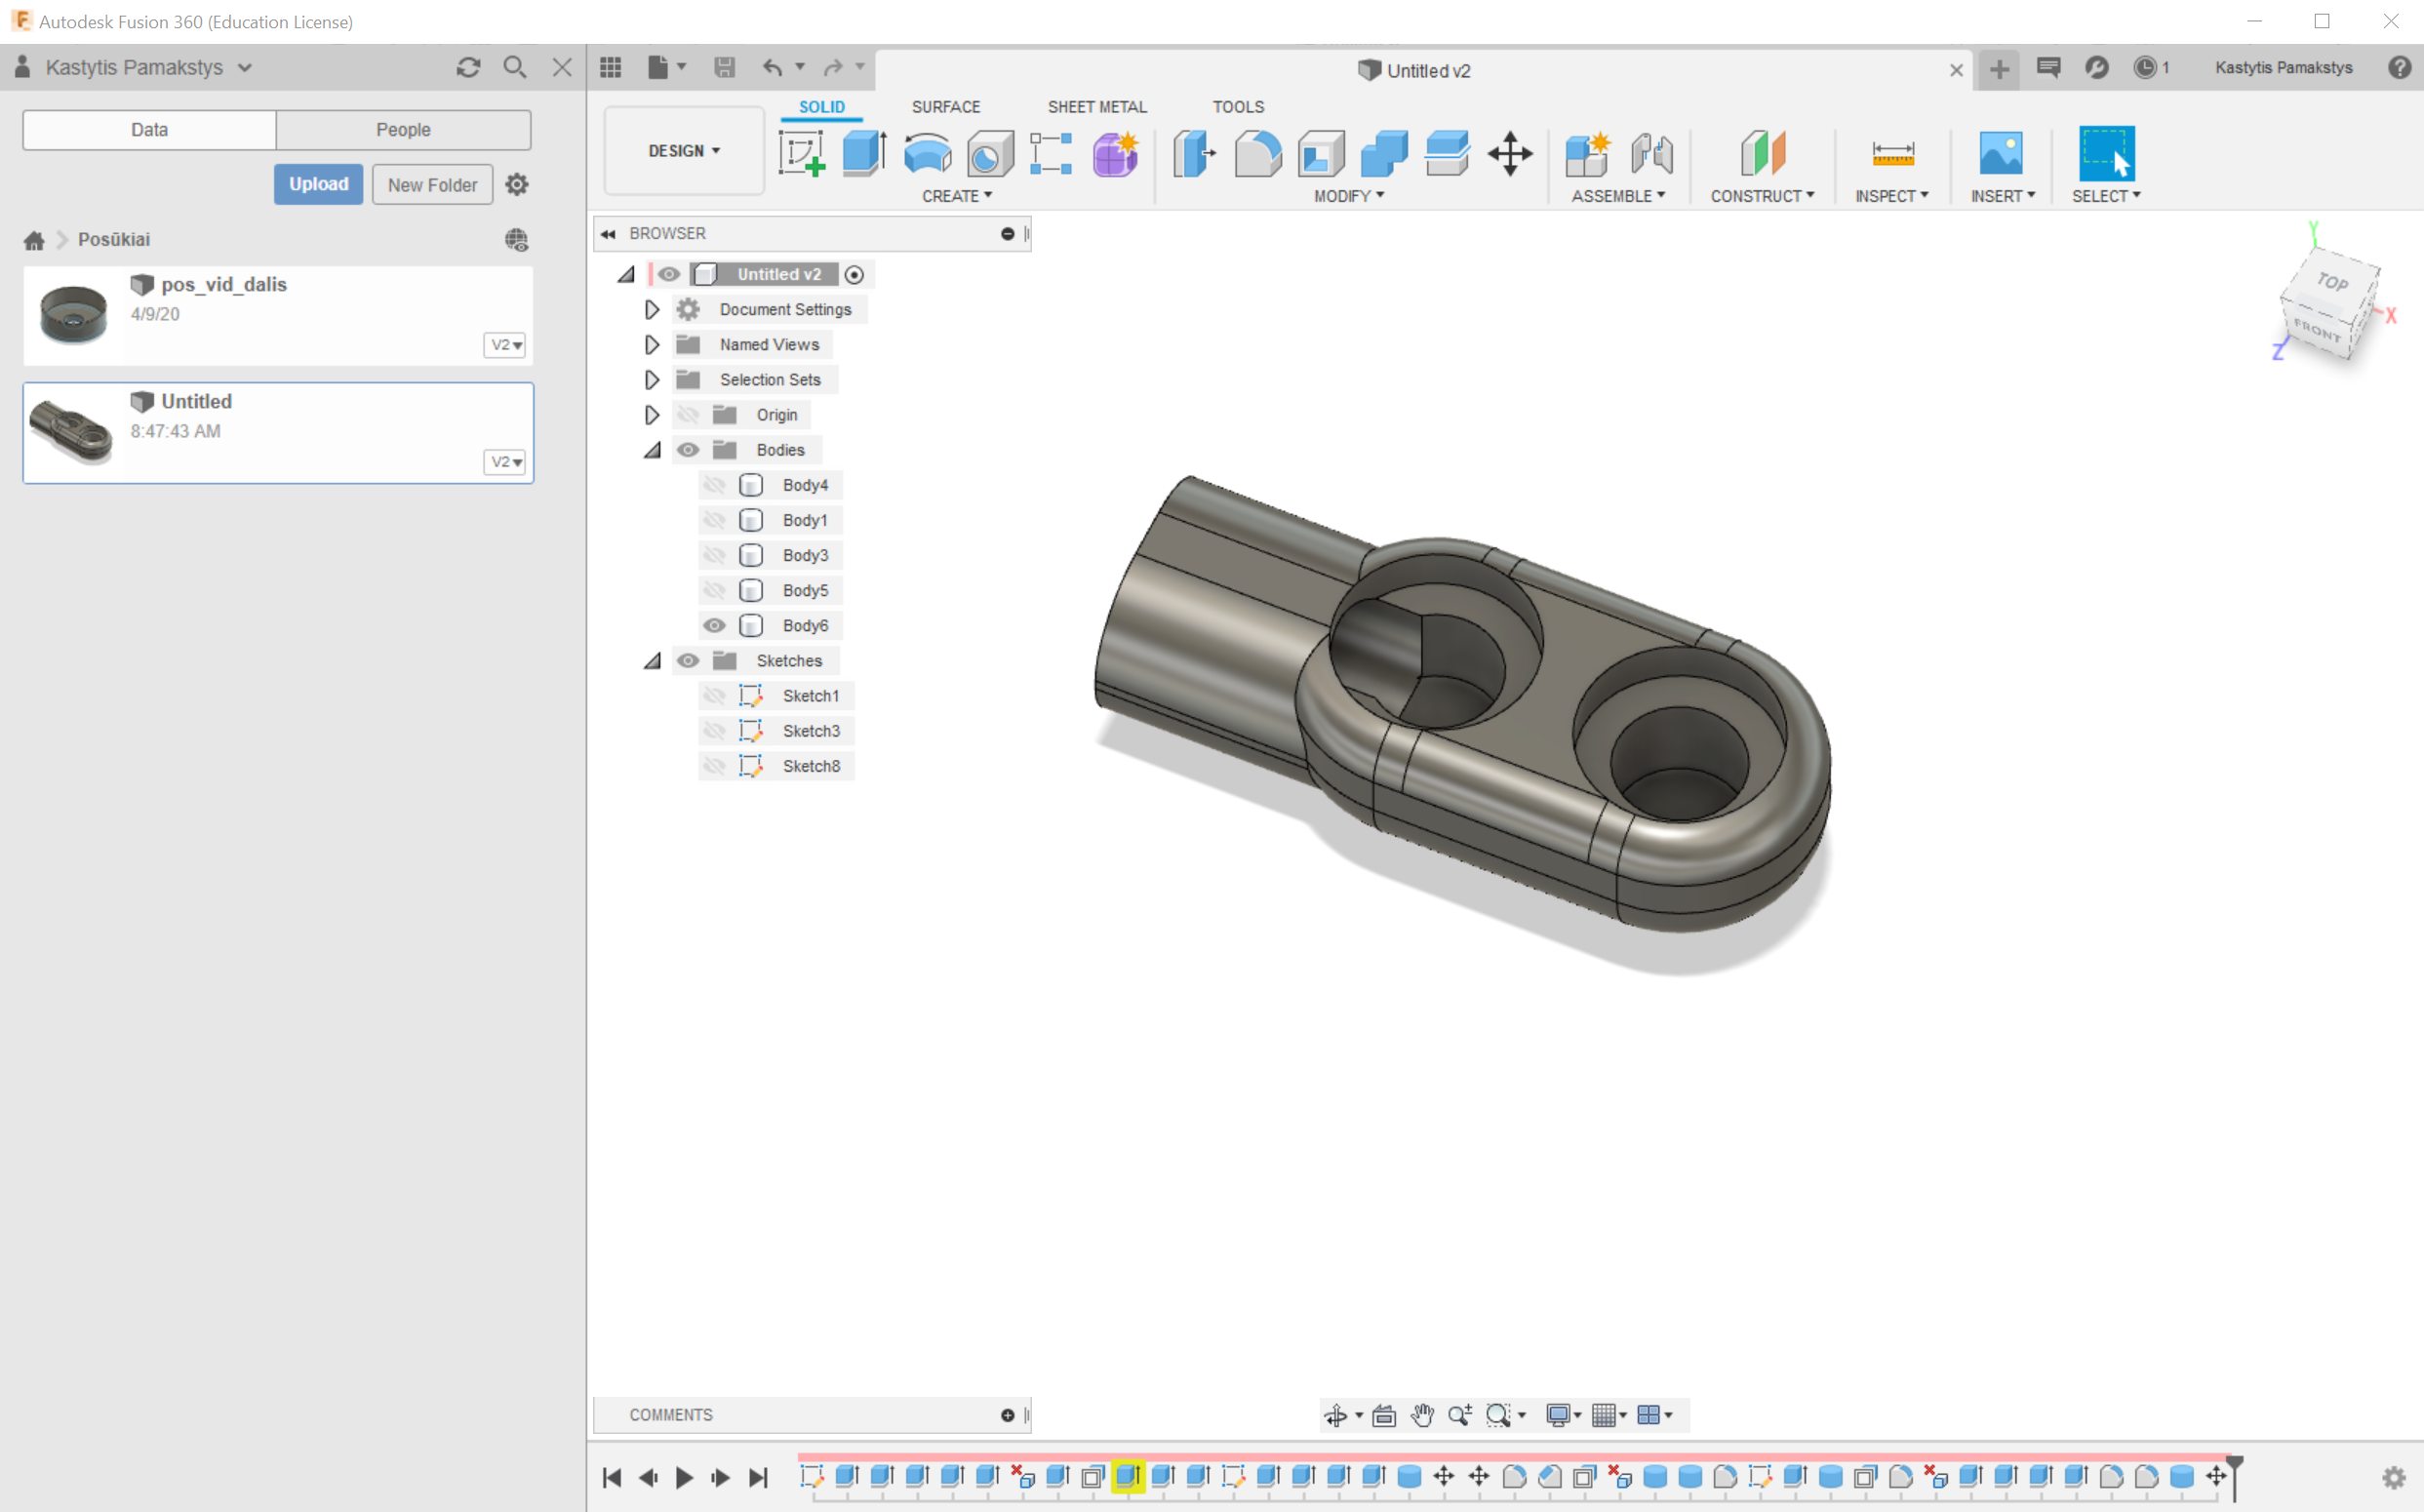 Autodesk Fusion 360 (Education License)
Kastytis Pamakstys
Untitled v2
1
Kastytis Pamakstys
Data
People
Upload
New Folder
Posūkiai
pos_vid_dalis
4/9/20
V2
Untitled
8:47:43 AM
V2
SOLID
SURFACE
SHEET METAL
TOOLS
DESIGN
CREATE
MODIFY
ASSEMBLE
CONSTRUCT
INSPECT
INSERT
SELECT
BROWSER
Untitled v2
Document Settings
Named Views
Selection Sets
Origin
Bodies
Body4
Body1
Body3
Body5
Body6
Sketches
Sketch1
Sketch3
Sketch8
Y
TOP
X
FRONT
Z
COMMENTS